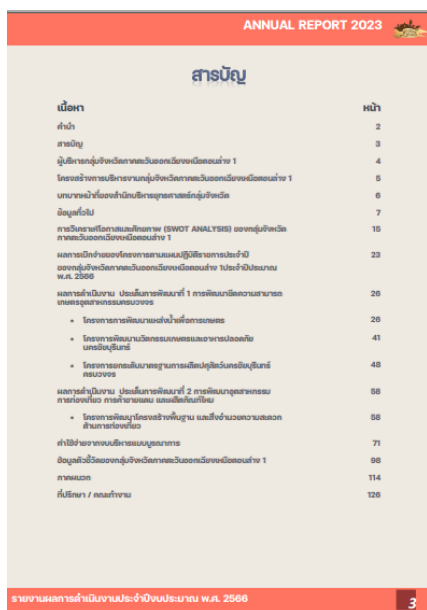 ANNUAL REPORT 2023
สารบัญ
เนื้อหา หน้า
คำนำ 2
สารบัญ 3
ผู้บริหารกลุ่มจังหวัดภาคตะวันออกเฉียงเหนือตอนล่าง 1 4
โครงสร้างการบริหารงานกลุ่มจังหวัดภาคตะวันออกเฉียงเหนือตอนล่าง 1 5
บทบาทหน้าที่ของสำนักบริหารยุทธศาสตร์กลุ่มจังหวัด 6
ข้อมูลทั่วไป 7
การวิเคราะห์โอกาสและศักยภาพ (SWOT ANALYSIS) ของกลุ่มจังหวัด 15
ภาคตะวันออกเฉียงเหนือตอนล่าง 1
ผลการเบิกจ่ายของโครงการตามแผนปฏิบัติราชการประจำปี 23
ของกลุ่มจังหวัดภาคตะวันออกเฉียงเหนือตอนล่าง 1ประจำปีงบประมาณ
พ.ศ. 2566
ผลการดำเนินงาน ประเด็นการพัฒนาที่ 1 การพัฒนาขีดความสามารถ 26
เกษตรอุตสาหกรรมครบวงจร
• โครงการการพัฒนาแหล่งน้ำเพื่อการเกษตร 26
• โครงการพัฒนานวัตกรรมเกษตรและอาหารปลอดภัย 41
นครชัยบุรินทร์
• โครงการยกระดับมาตรฐานการผลิตปศุสัตว์นครชัยบุรินทร์ 48
ครบวงจร
ผลการดำเนินงาน ประเด็นการพัฒนาที่ 2 การพัฒนาอุตสาหกรรม 58
การท่องเที่ยว การค้าชายแดน และผลิตภัณฑ์ไหม
• โครงการพัฒนาโครงสร้างพื้นฐาน และสิ่งอำนวยความสะดวก 58
ด้านการท่องเที่ยว
ค่าใช้จ่ายจากงบบริหารแบบบูรณาการ 71
ข้อมูลตัวชี้วัดของกลุ่มจังหวัดภาคตะวันออกเฉียงเหนือตอนล่าง 1 98
ภาคผนวก 114
ที่ปรึกษา / คณะทำงาน 126
รายงานผลการดำเนินงานประจำปีงบประมาณ พ.ศ. 2566 3